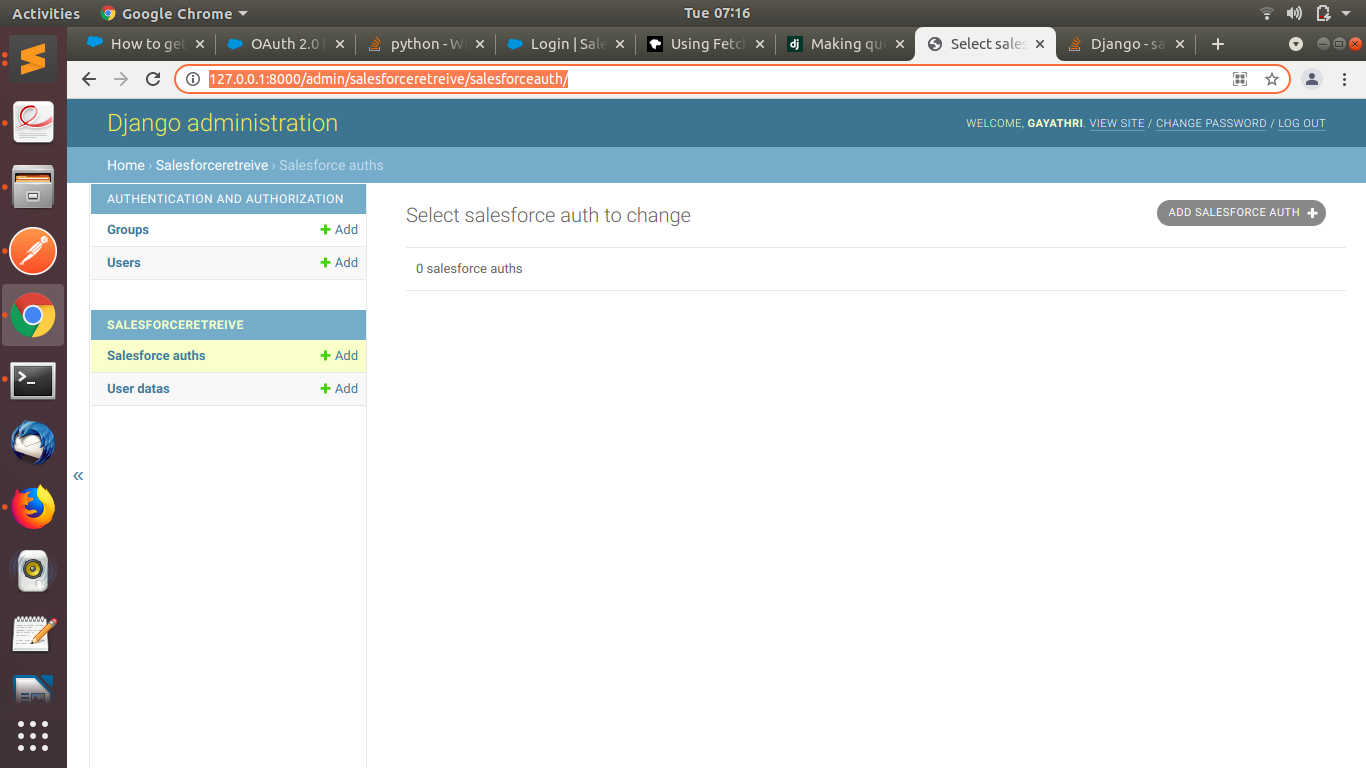 Activities Google Chrome Tue 07:16
How to get OAuth 2.0 python - Login | Sale Using Fetch Making que Select sales Django - sa
127.0.0.1:8000/admin/salesforceretreive/salesforceauth/
Django administration
WELCOME, GAYATHRI. VIEW SITE / CHANGE PASSWORD / LOG OUT
Home › Salesforceretreive › Salesforce auths
AUTHENTICATION AND AUTHORIZATION
Groups + Add
Users + Add
SALESFORCERETREIVE
Salesforce auths + Add
User datas + Add
«
Select salesforce auth to change
ADD SALESFORCE AUTH +
0 salesforce auths